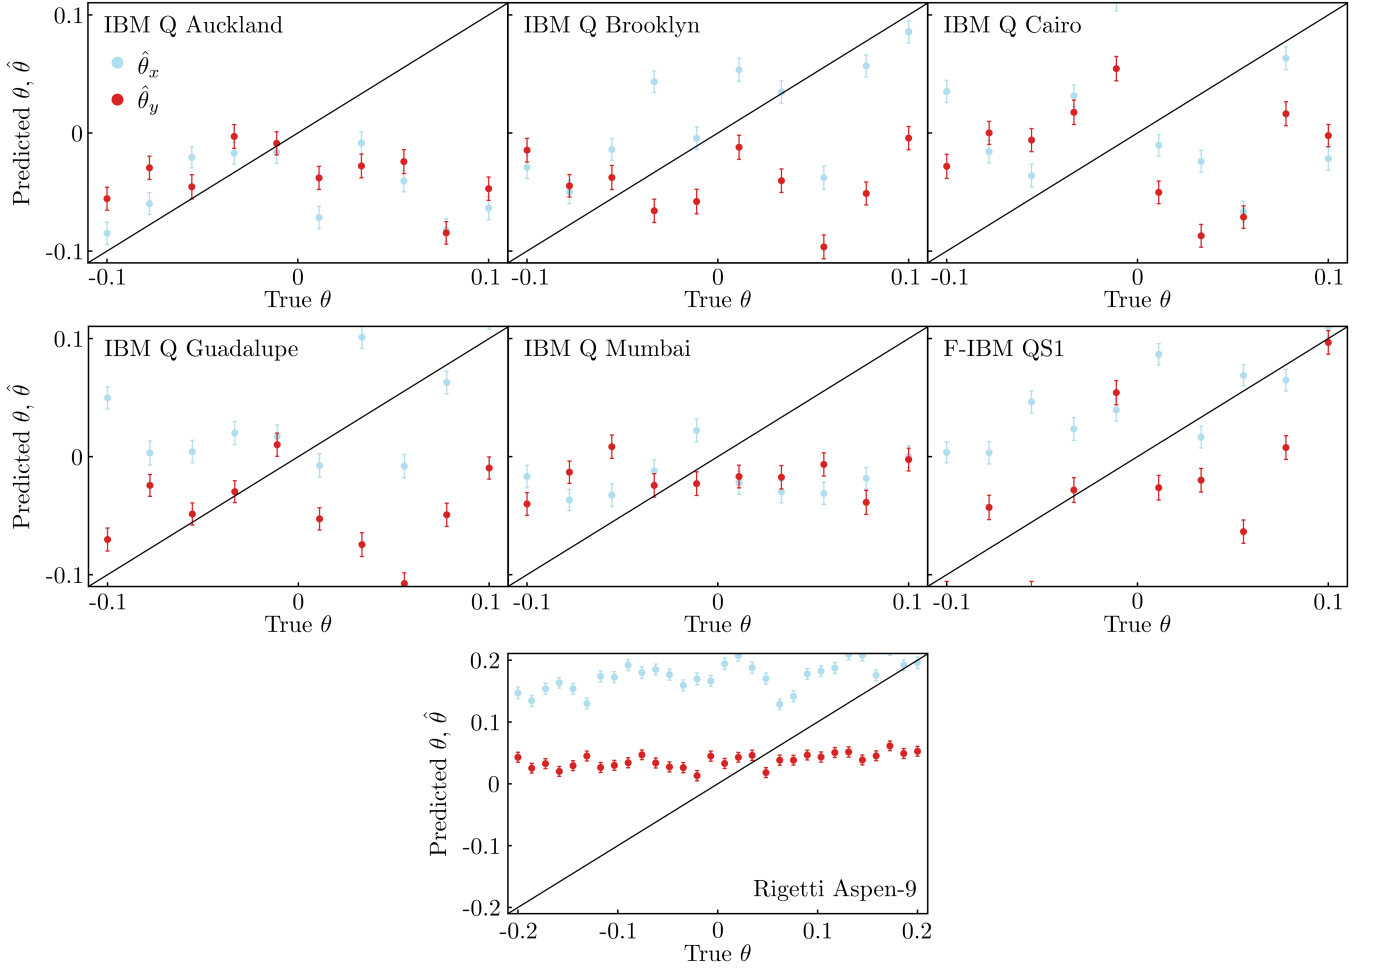 IBM Q Auckland
IBM Q Brooklyn
IBM Q Cairo
θ̂x
θ̂y
Predicted θ, θ̂
0.1
0
-0.1
-0.1 0 0.1
-0.1 0 0.1
-0.1 0 0.1
True θ
True θ
True θ
IBM Q Guadalupe
IBM Q Mumbai
F-IBM QS1
Predicted θ, θ̂
0.1
0
-0.1
-0.1 0 0.1
-0.1 0 0.1
-0.1 0 0.1
True θ
True θ
True θ
Predicted θ, θ̂
0.2
0.1
0
-0.1
-0.2
Rigetti Aspen-9
-0.2 -0.1 0 0.1 0.2
True θ